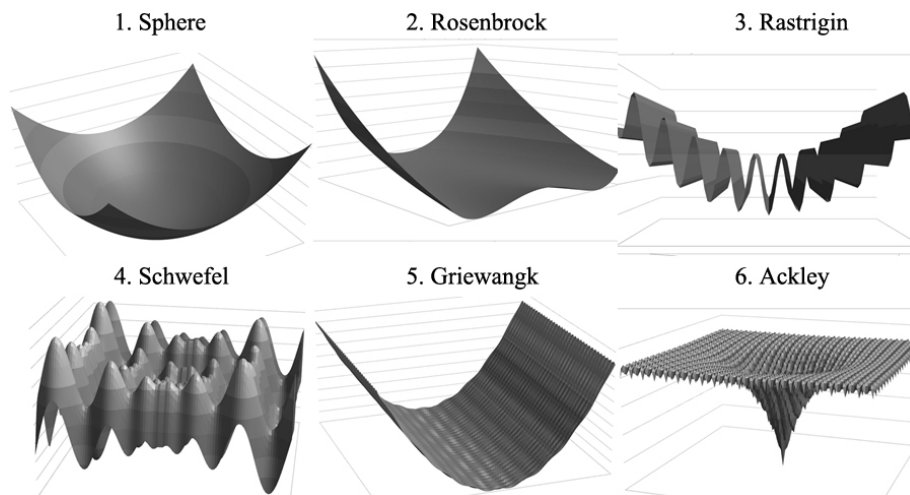 1. Sphere
2. Rosenbrock
3. Rastrigin
4. Schwefel
5. Griewangk
6. Ackley